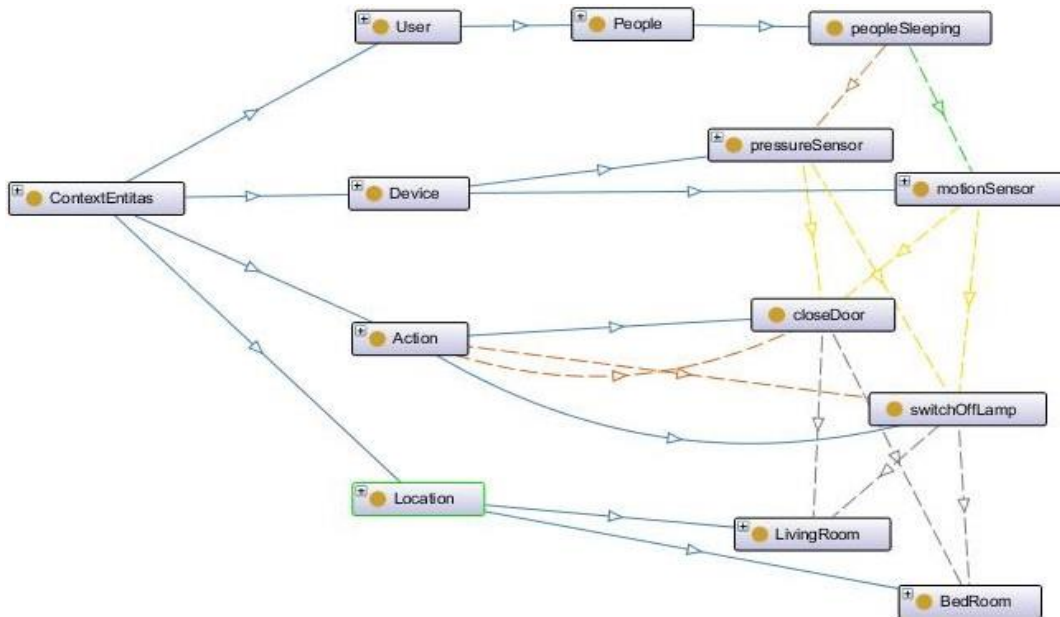 User
People
peopleSleeping
pressureSensor
ContextEntitas
Device
motionSensor
closeDoor
Action
switchOffLamp
Location
LivingRoom
BedRoom